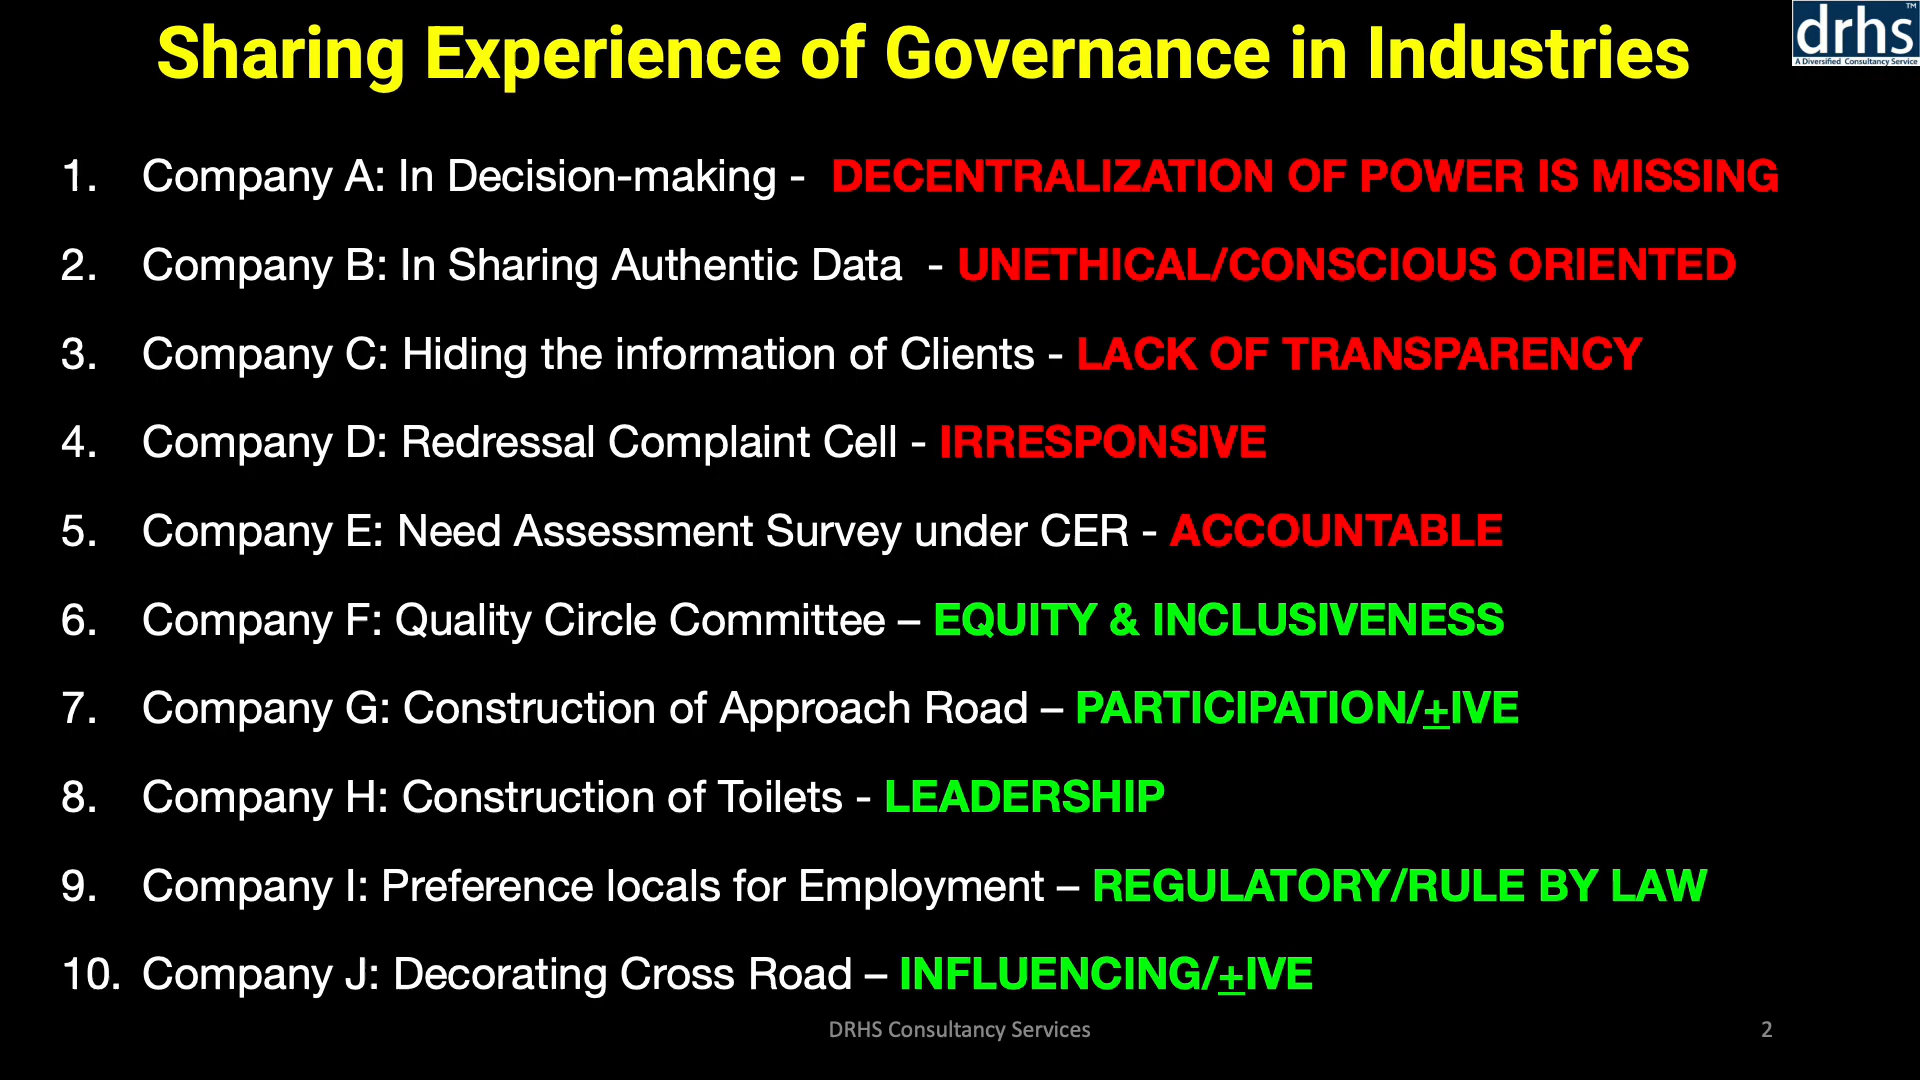 Sharing Experience of Governance in Industries
drhs™
A Diversified Consultancy Service
1. Company A: In Decision-making - DECENTRALIZATION OF POWER IS MISSING
2. Company B: In Sharing Authentic Data - UNETHICAL/CONSCIOUS ORIENTED
3. Company C: Hiding the information of Clients - LACK OF TRANSPARENCY
4. Company D: Redressal Complaint Cell - IRRESPONSIVE
5. Company E: Need Assessment Survey under CER - ACCOUNTABLE
6. Company F: Quality Circle Committee – EQUITY & INCLUSIVENESS
7. Company G: Construction of Approach Road – PARTICIPATION/+IVE
8. Company H: Construction of Toilets - LEADERSHIP
9. Company I: Preference locals for Employment – REGULATORY/RULE BY LAW
10. Company J: Decorating Cross Road – INFLUENCING/+IVE
DRHS Consultancy Services
2